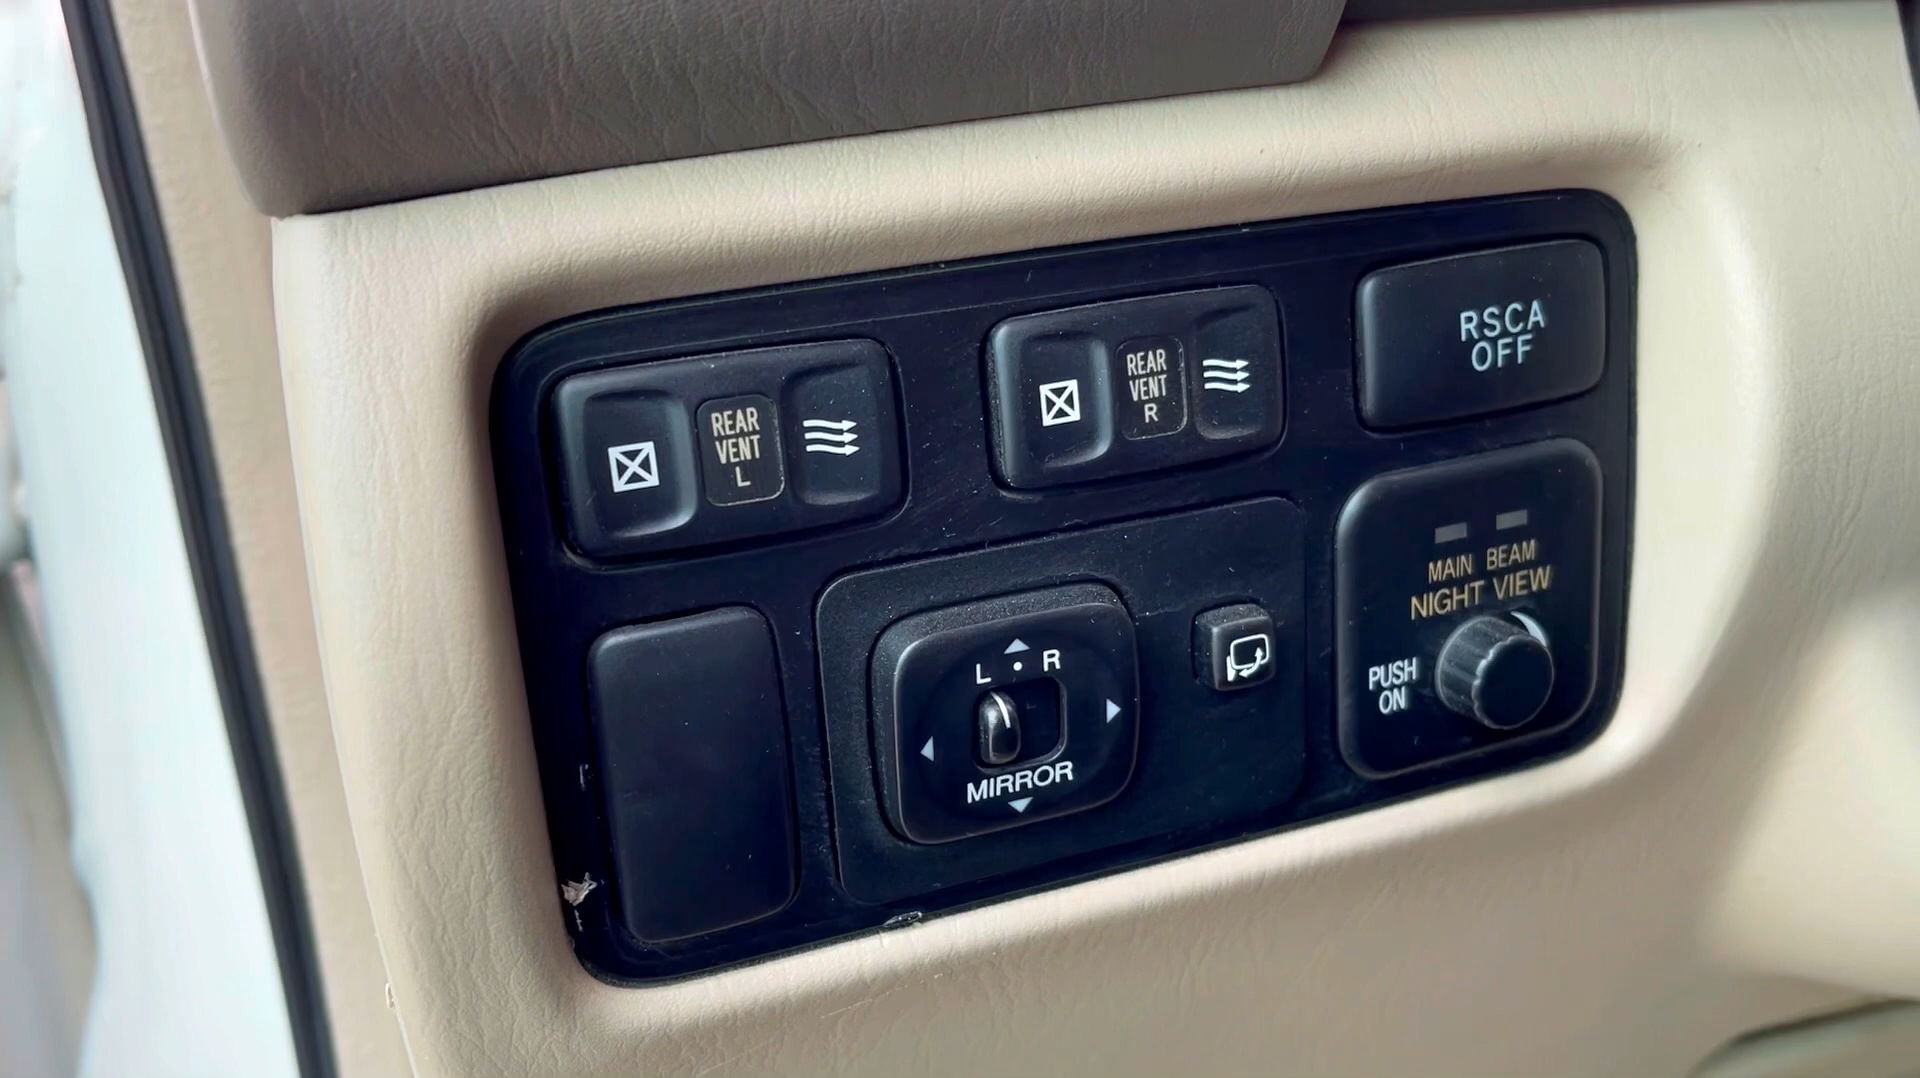 REAR
VENT
L
REAR
VENT
R
RSCA
OFF
MAIN BEAM
NIGHT VIEW
PUSH
ON
L • R
MIRROR